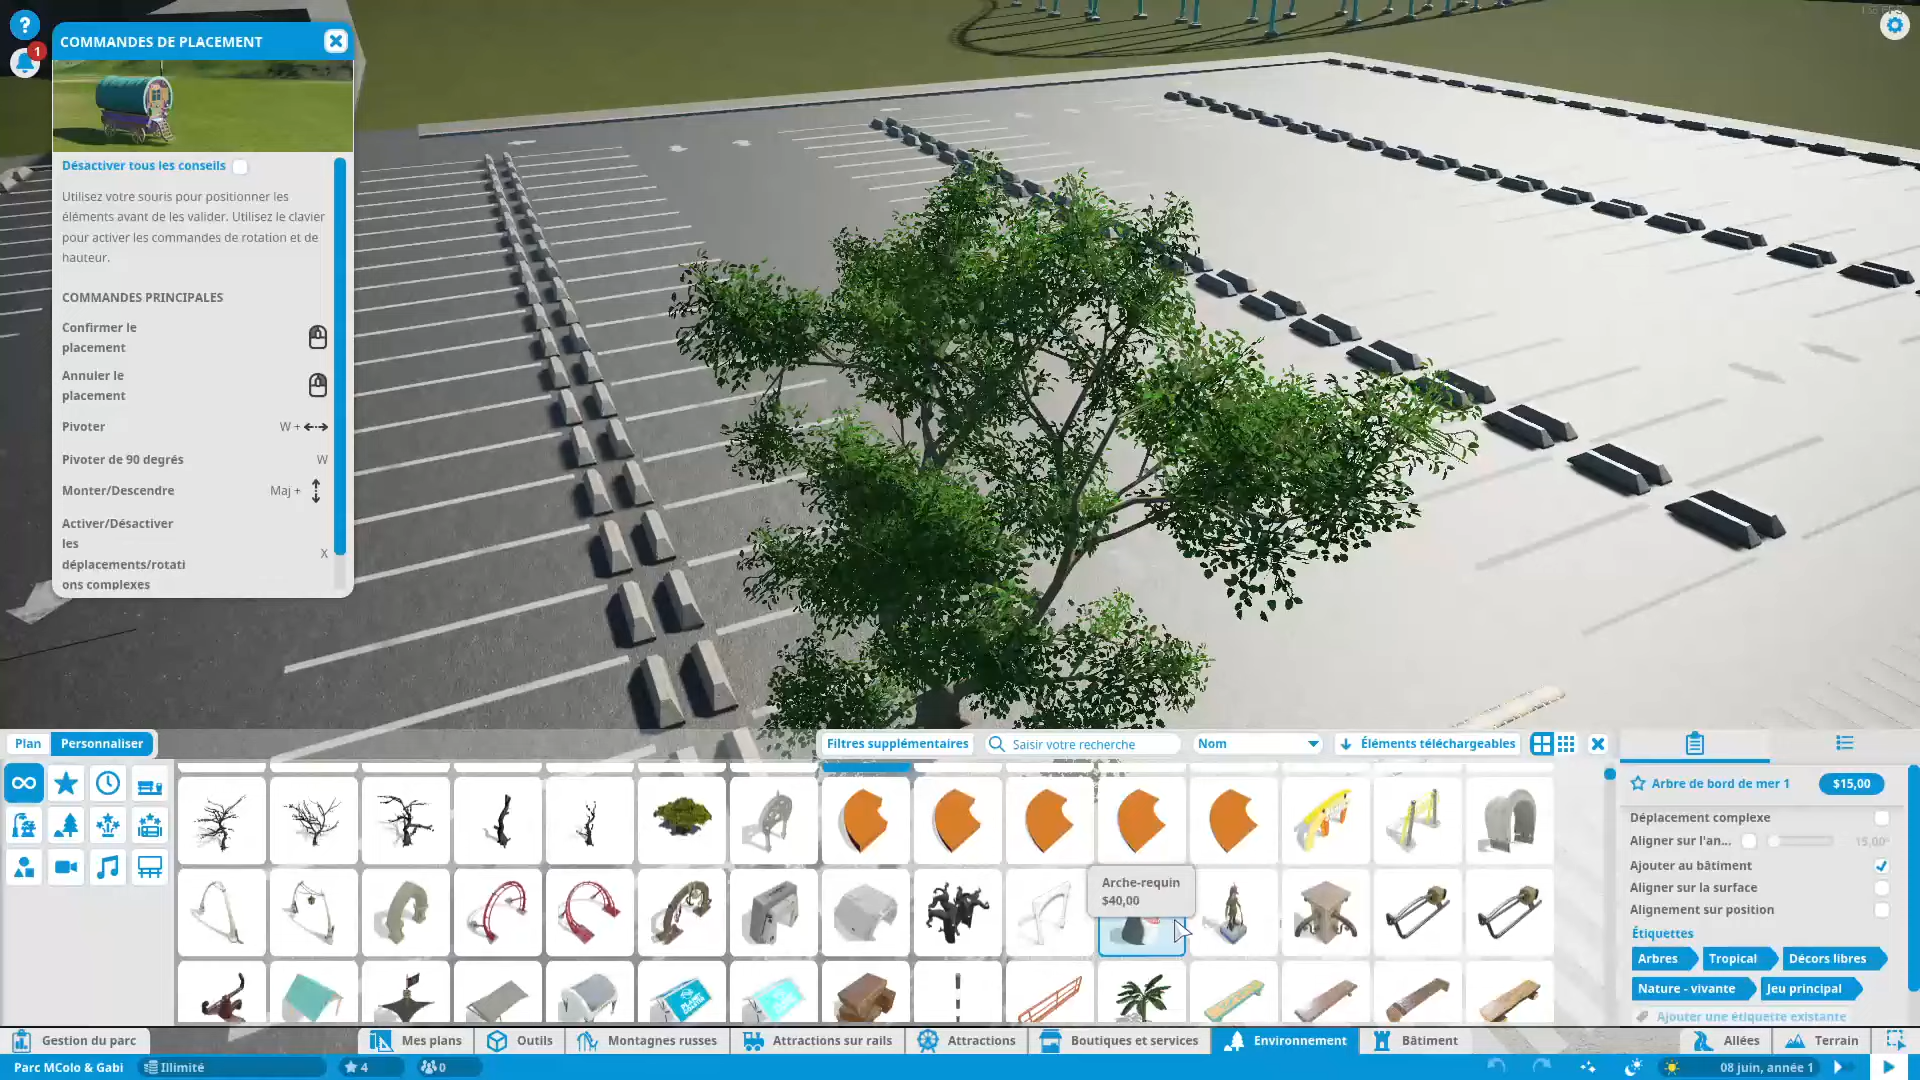 COMMANDES DE PLACEMENT
1
Désactiver tous les conseils
Utilisez votre souris pour positionner les
éléments avant de les valider. Utilisez le clavier
pour activer les commandes de rotation et de
hauteur.
COMMANDES PRINCIPALES
Confirmer le
placement
Annuler le
placement
Pivoter W +
Pivoter de 90 degrés W
Monter/Descendre Maj +
Activer/Désactiver
les
déplacements/rotati
ons complexes
X
Plan
Personnaliser
Filtres supplémentaires
Saisir votre recherche
Nom
Éléments téléchargeables
Arbre de bord de mer 1
$15,00
Déplacement complexe
Aligner sur l'an...
15,00°
Ajouter au bâtiment
Aligner sur la surface
Alignement sur position
Étiquettes
Arbres
Tropical
Décors libres
Nature - vivante
Jeu principal
Ajouter une étiquette existante
Arche-requin
$40,00
Gestion du parc
Mes plans
Outils
Montagnes russes
Attractions sur rails
Attractions
Boutiques et services
Environnement
Bâtiment
Allées
Terrain
Parc MColo & Gabi
Illimité
4
0
08 juin, année 1